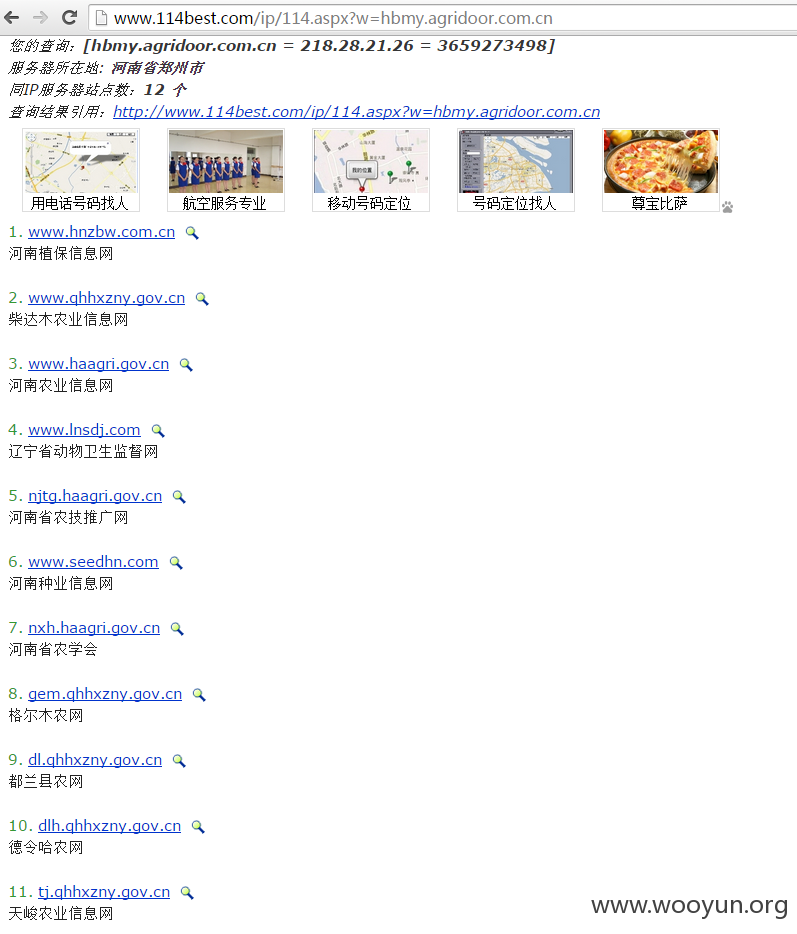 www.114best.com/ip/114.aspx?w=hbmy.agridoor.com.cn
您的查询：[hbmy.agridoor.com.cn = 218.28.21.26 = 3659273498]
服务器所在地: 河南省郑州市
同IP服务器站点数：12 个
查询结果引用：http://www.114best.com/ip/114.aspx?w=hbmy.agridoor.com.cn
我的位置
用电话号码找人 航空服务专业 移动号码定位 号码定位找人 尊宝比萨
1. www.hnzbw.com.cn
河南植保信息网
2. www.qhhxzny.gov.cn
柴达木农业信息网
3. www.haagri.gov.cn
河南农业信息网
4. www.lnsdj.com
辽宁省动物卫生监督网
5. njtg.haagri.gov.cn
河南省农技推广网
6. www.seedhn.com
河南种业信息网
7. nxh.haagri.gov.cn
河南省农学会
8. gem.qhhxzny.gov.cn
格尔木农网
9. dl.qhhxzny.gov.cn
都兰县农网
10. dlh.qhhxzny.gov.cn
德令哈农网
11. tj.qhhxzny.gov.cn
天峻农业信息网
www.wooyun.org